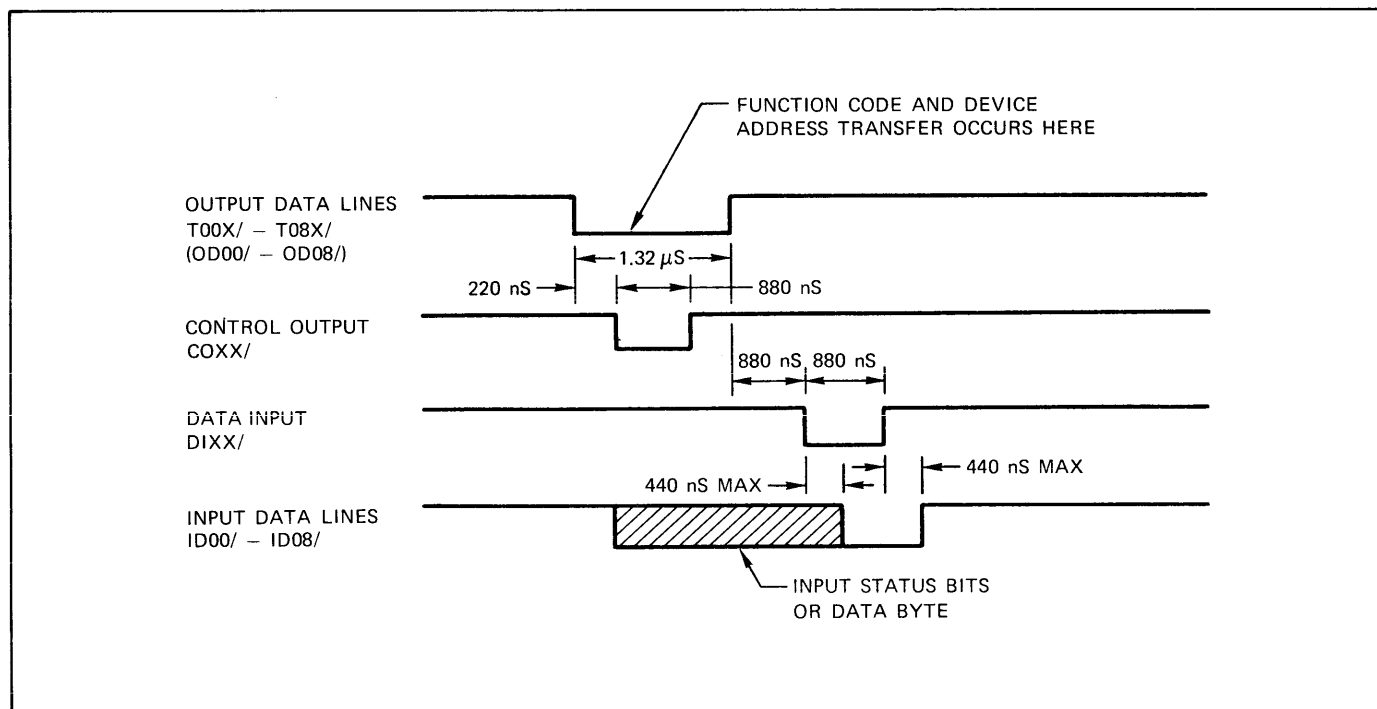 FUNCTION CODE AND DEVICE
ADDRESS TRANSFER OCCURS HERE
OUTPUT DATA LINES
T00X/ – T08X/
(OD00/ – OD08/)
1.32 μS
220 nS
880 nS
CONTROL OUTPUT
COXX/
880 nS
880 nS
DATA INPUT
DIXX/
440 nS MAX
440 nS MAX
INPUT DATA LINES
ID00/ – ID08/
INPUT STATUS BITS
OR DATA BYTE